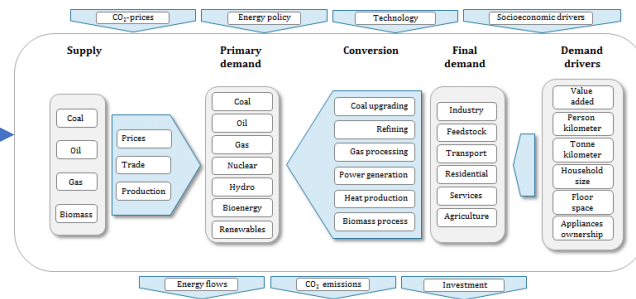 CO₂-prices
Energy policy
Technology
Socioeconomic drivers
Supply
Primary
demand
Conversion
Final
demand
Demand
drivers
Coal
Oil
Gas
Biomass
Prices
Trade
Production
Coal
Oil
Gas
Nuclear
Hydro
Bioenergy
Renewables
Coal upgrading
Refining
Gas processing
Power generation
Heat production
Biomass process
Industry
Feedstock
Transport
Residential
Services
Agriculture
Value
added
Person
kilometer
Tonne
kilometer
Household
size
Floor
space
Appliances
ownership
Energy flows
CO₂ emissions
Investment